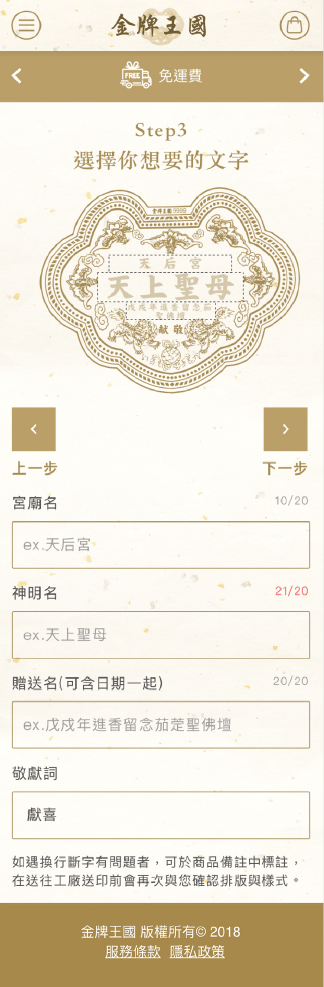 金牌王國
FREE 免運費
Step3
選擇你想要的文字
金牌王國 9999
天后宮
天上聖母
戊戍年進香留念茄
聖佛壇
敬獻
上一步 下一步
宮廟名 10/20
ex.天后宮
神明名 21/20
ex.天上聖母
贈送名(可含日期一起) 20/20
ex.戊戍年進香留念茄萣聖佛壇
敬獻詞
獻喜
如遇換行斷字有問題者，可於商品備註中標註，
在送往工廠送印前會再次與您確認排版與樣式。
金牌王國 版權所有© 2018
服務條款 隱私政策